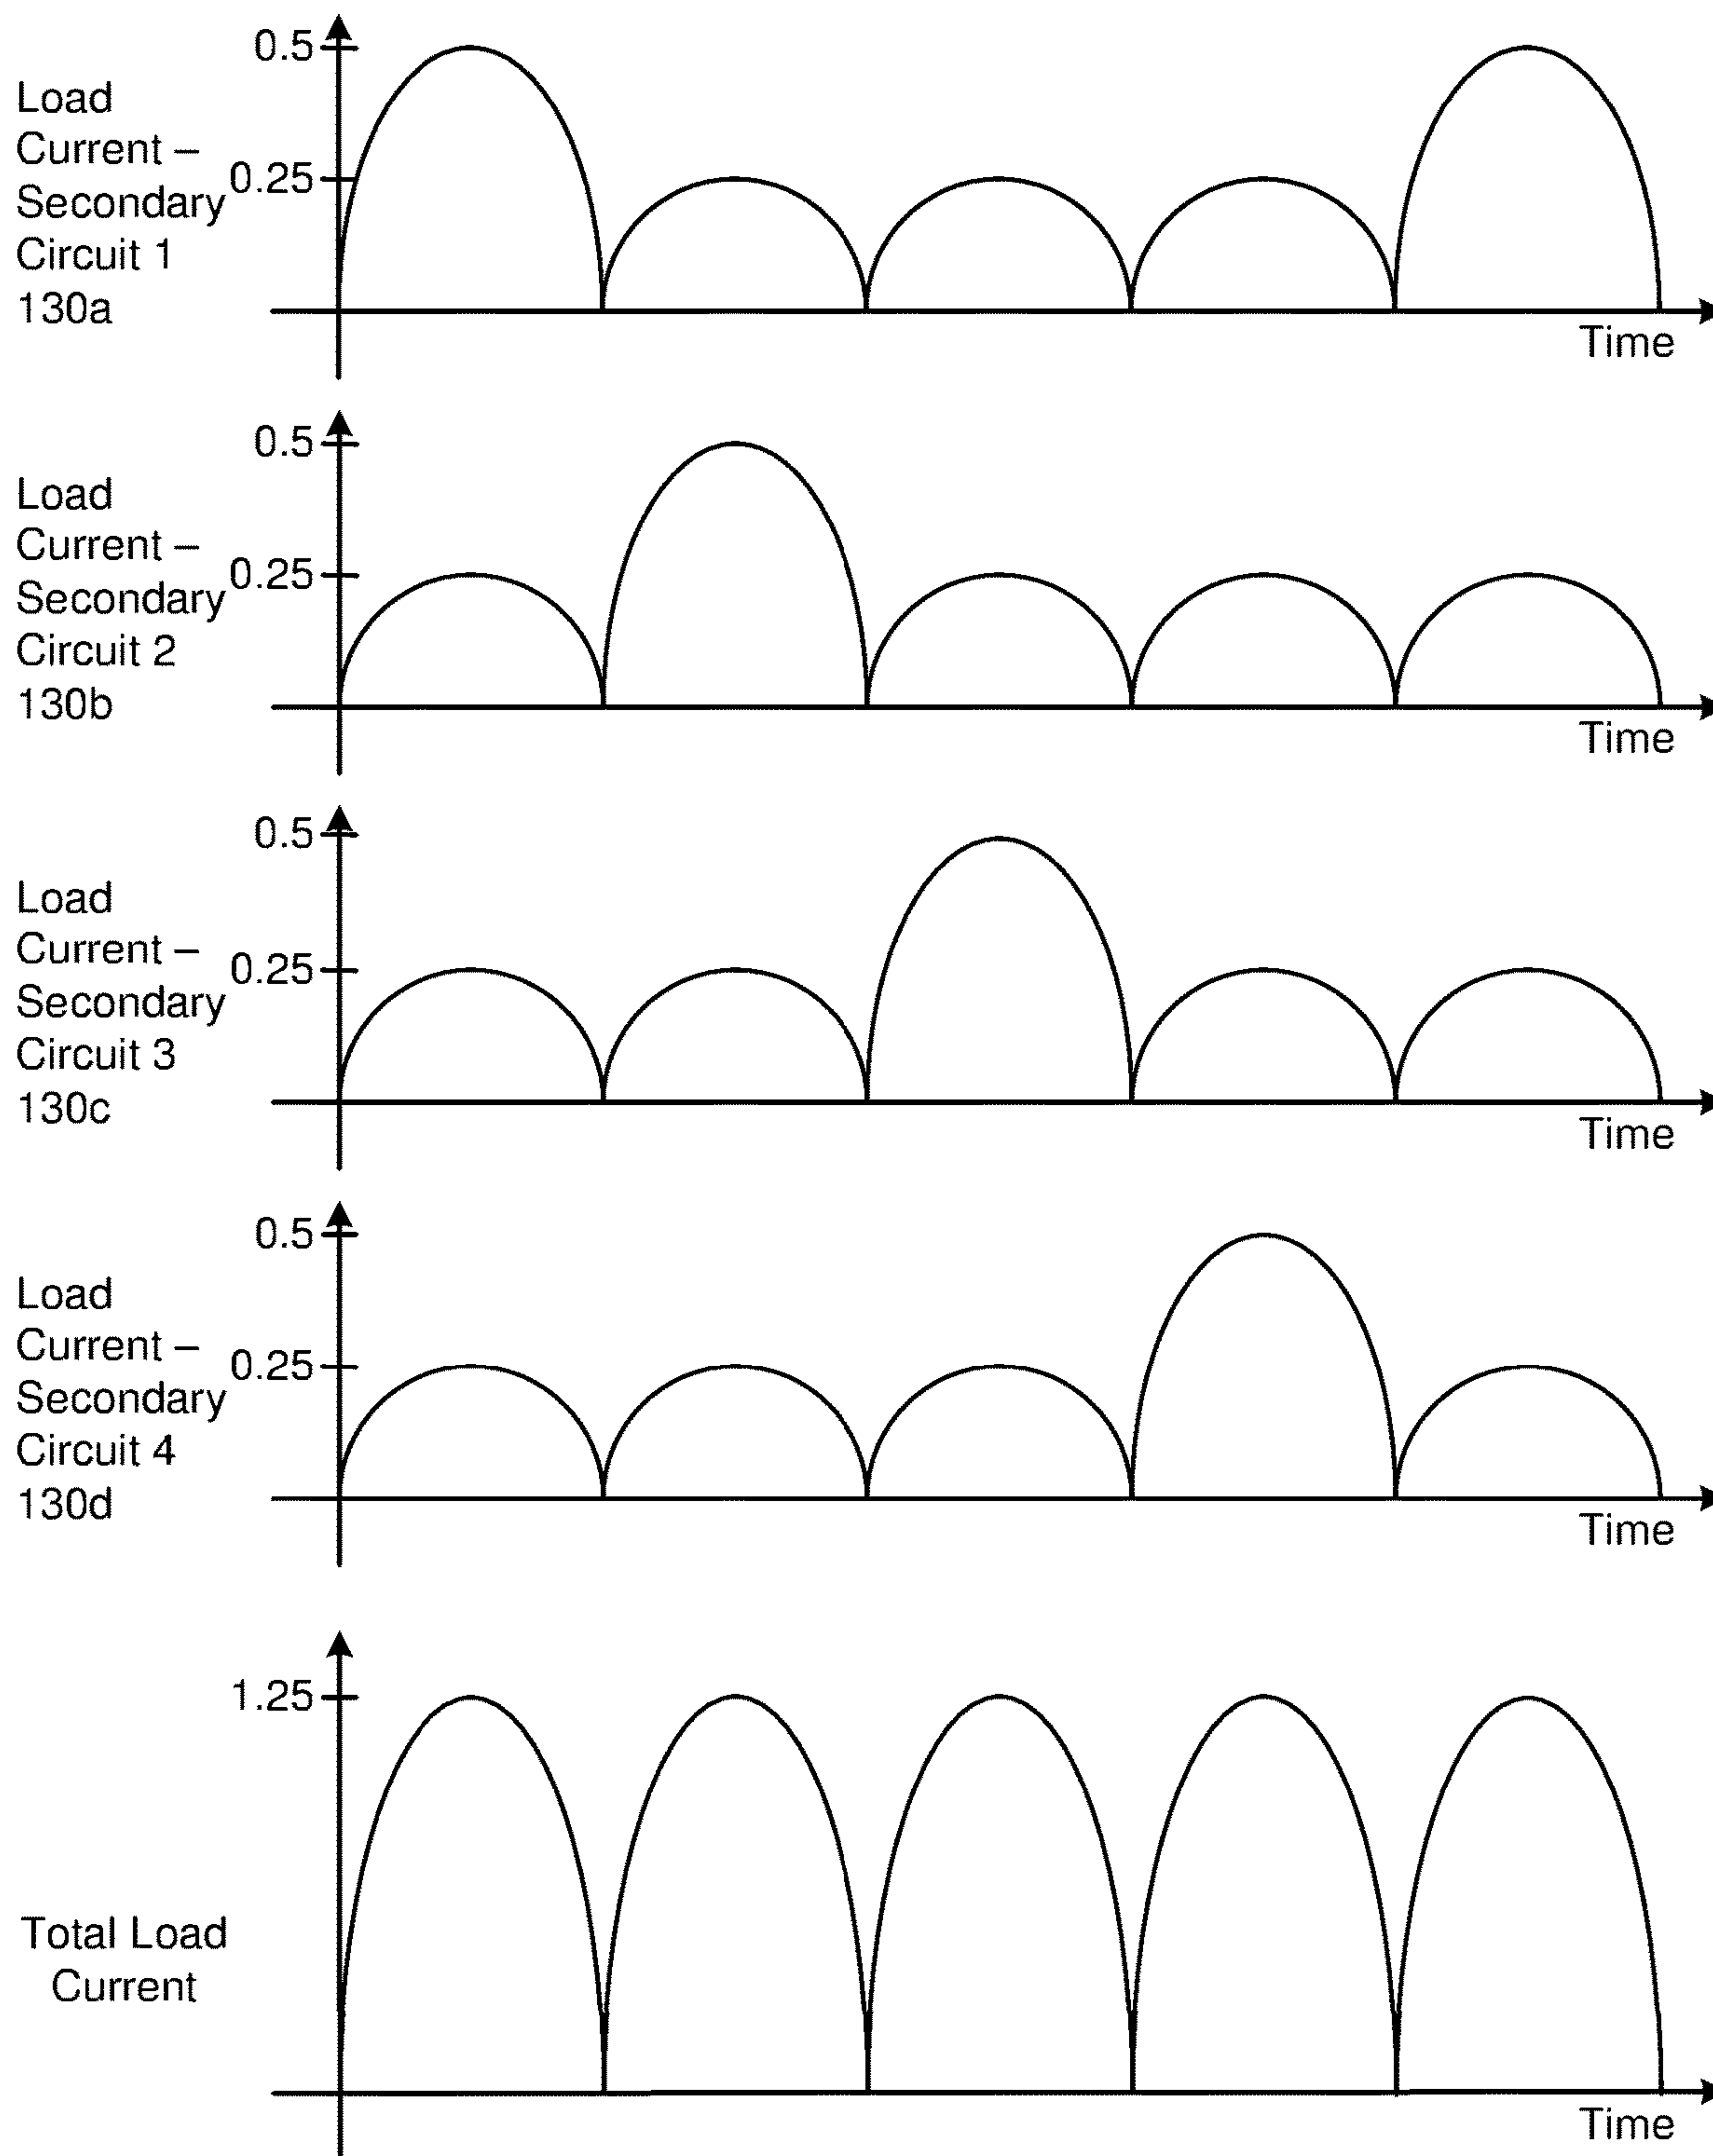 0.5
Load
Current –
Secondary
0.25
Circuit 1
130a
Time
0.5
Load
Current –
0.25
Secondary
Circuit 2
130b
Time
0.5
Load
Current –
0.25
Secondary
Circuit 3
130c
Time
0.5
Load
Current –
0.25
Secondary
Circuit 4
130d
Time
1.25
Total Load
Current
Time